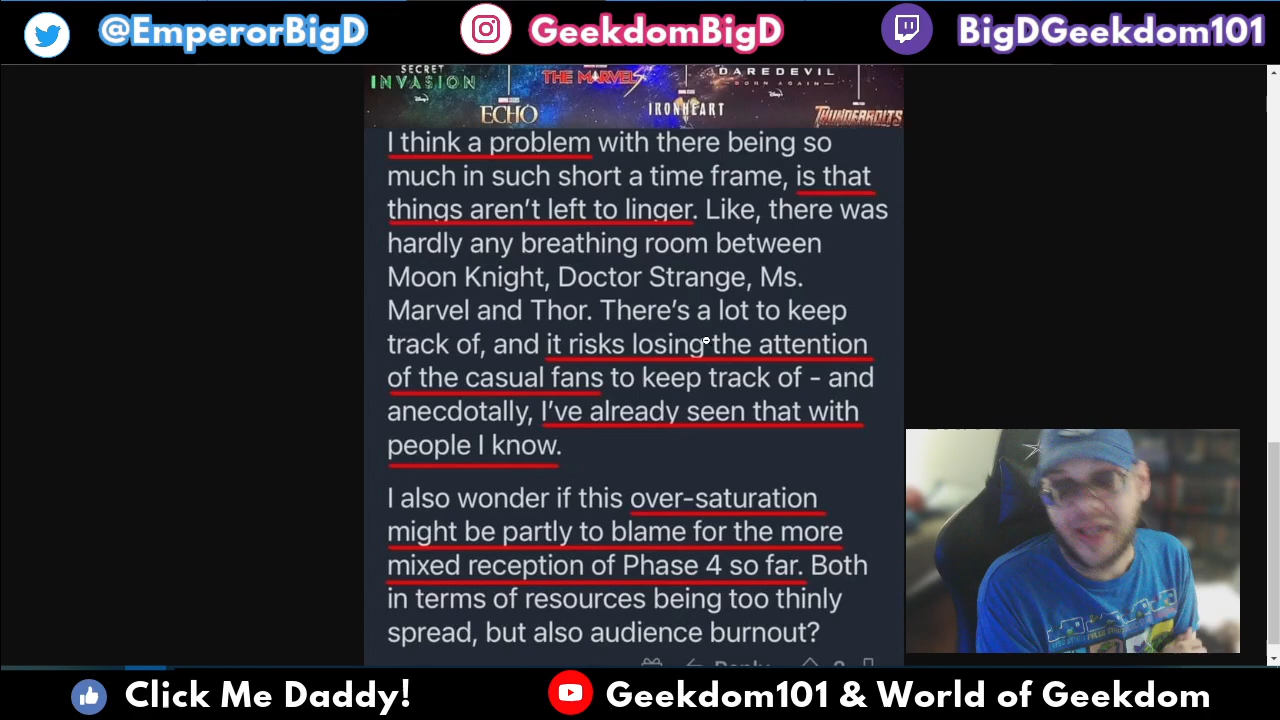 @EmperorBigD
GeekdomBigD
BigDGeekdom101
SECRET
INVASION
Disney+
ECHO
THE MARVELS
IRONHEART
DAREDEVIL
BORN AGAIN
Disney+
THUNDERBOLTS
I think a problem with there being so
much in such short a time frame, is that
things aren't left to linger. Like, there was
hardly any breathing room between
Moon Knight, Doctor Strange, Ms.
Marvel and Thor. There's a lot to keep
track of, and it risks losing the attention
of the casual fans to keep track of - and
anecdotally, I've already seen that with
people I know.
I also wonder if this over-saturation
might be partly to blame for the more
mixed reception of Phase 4 so far. Both
in terms of resources being too thinly
spread, but also audience burnout?
Reply
Click Me Daddy!
Geekdom101 & World of Geekdom